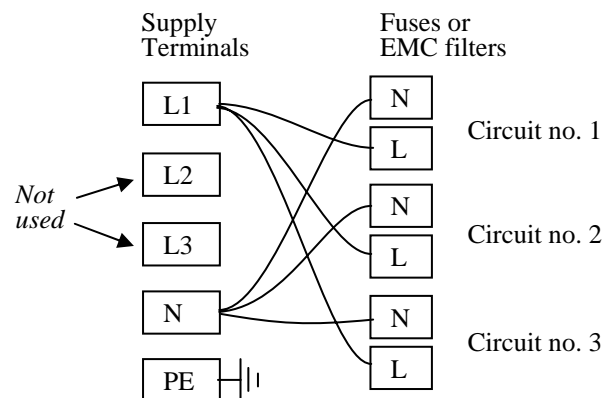 Supply
Terminals
Fuses or
EMC filters
L1
L2
L3
N
PE
Not
used
N
L
Circuit no. 1
N
L
Circuit no. 2
N
L
Circuit no. 3